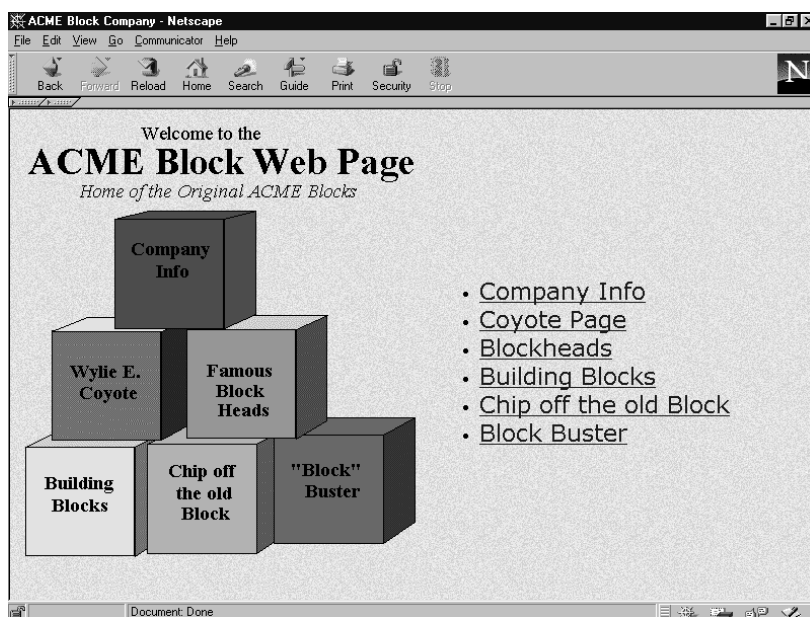 ACME Block Company - Netscape
File Edit View Go Communicator Help
Back Forward Reload Home Search Guide Print Security Stop
N
Welcome to the
ACME Block Web Page
Home of the Original ACME Blocks
Company
Info
Wylie E.
Coyote
Famous
Block
Heads
Building
Blocks
Chip off
the old
Block
"Block"
Buster
• Company Info
• Coyote Page
• Blockheads
• Building Blocks
• Chip off the old Block
• Block Buster
Document: Done